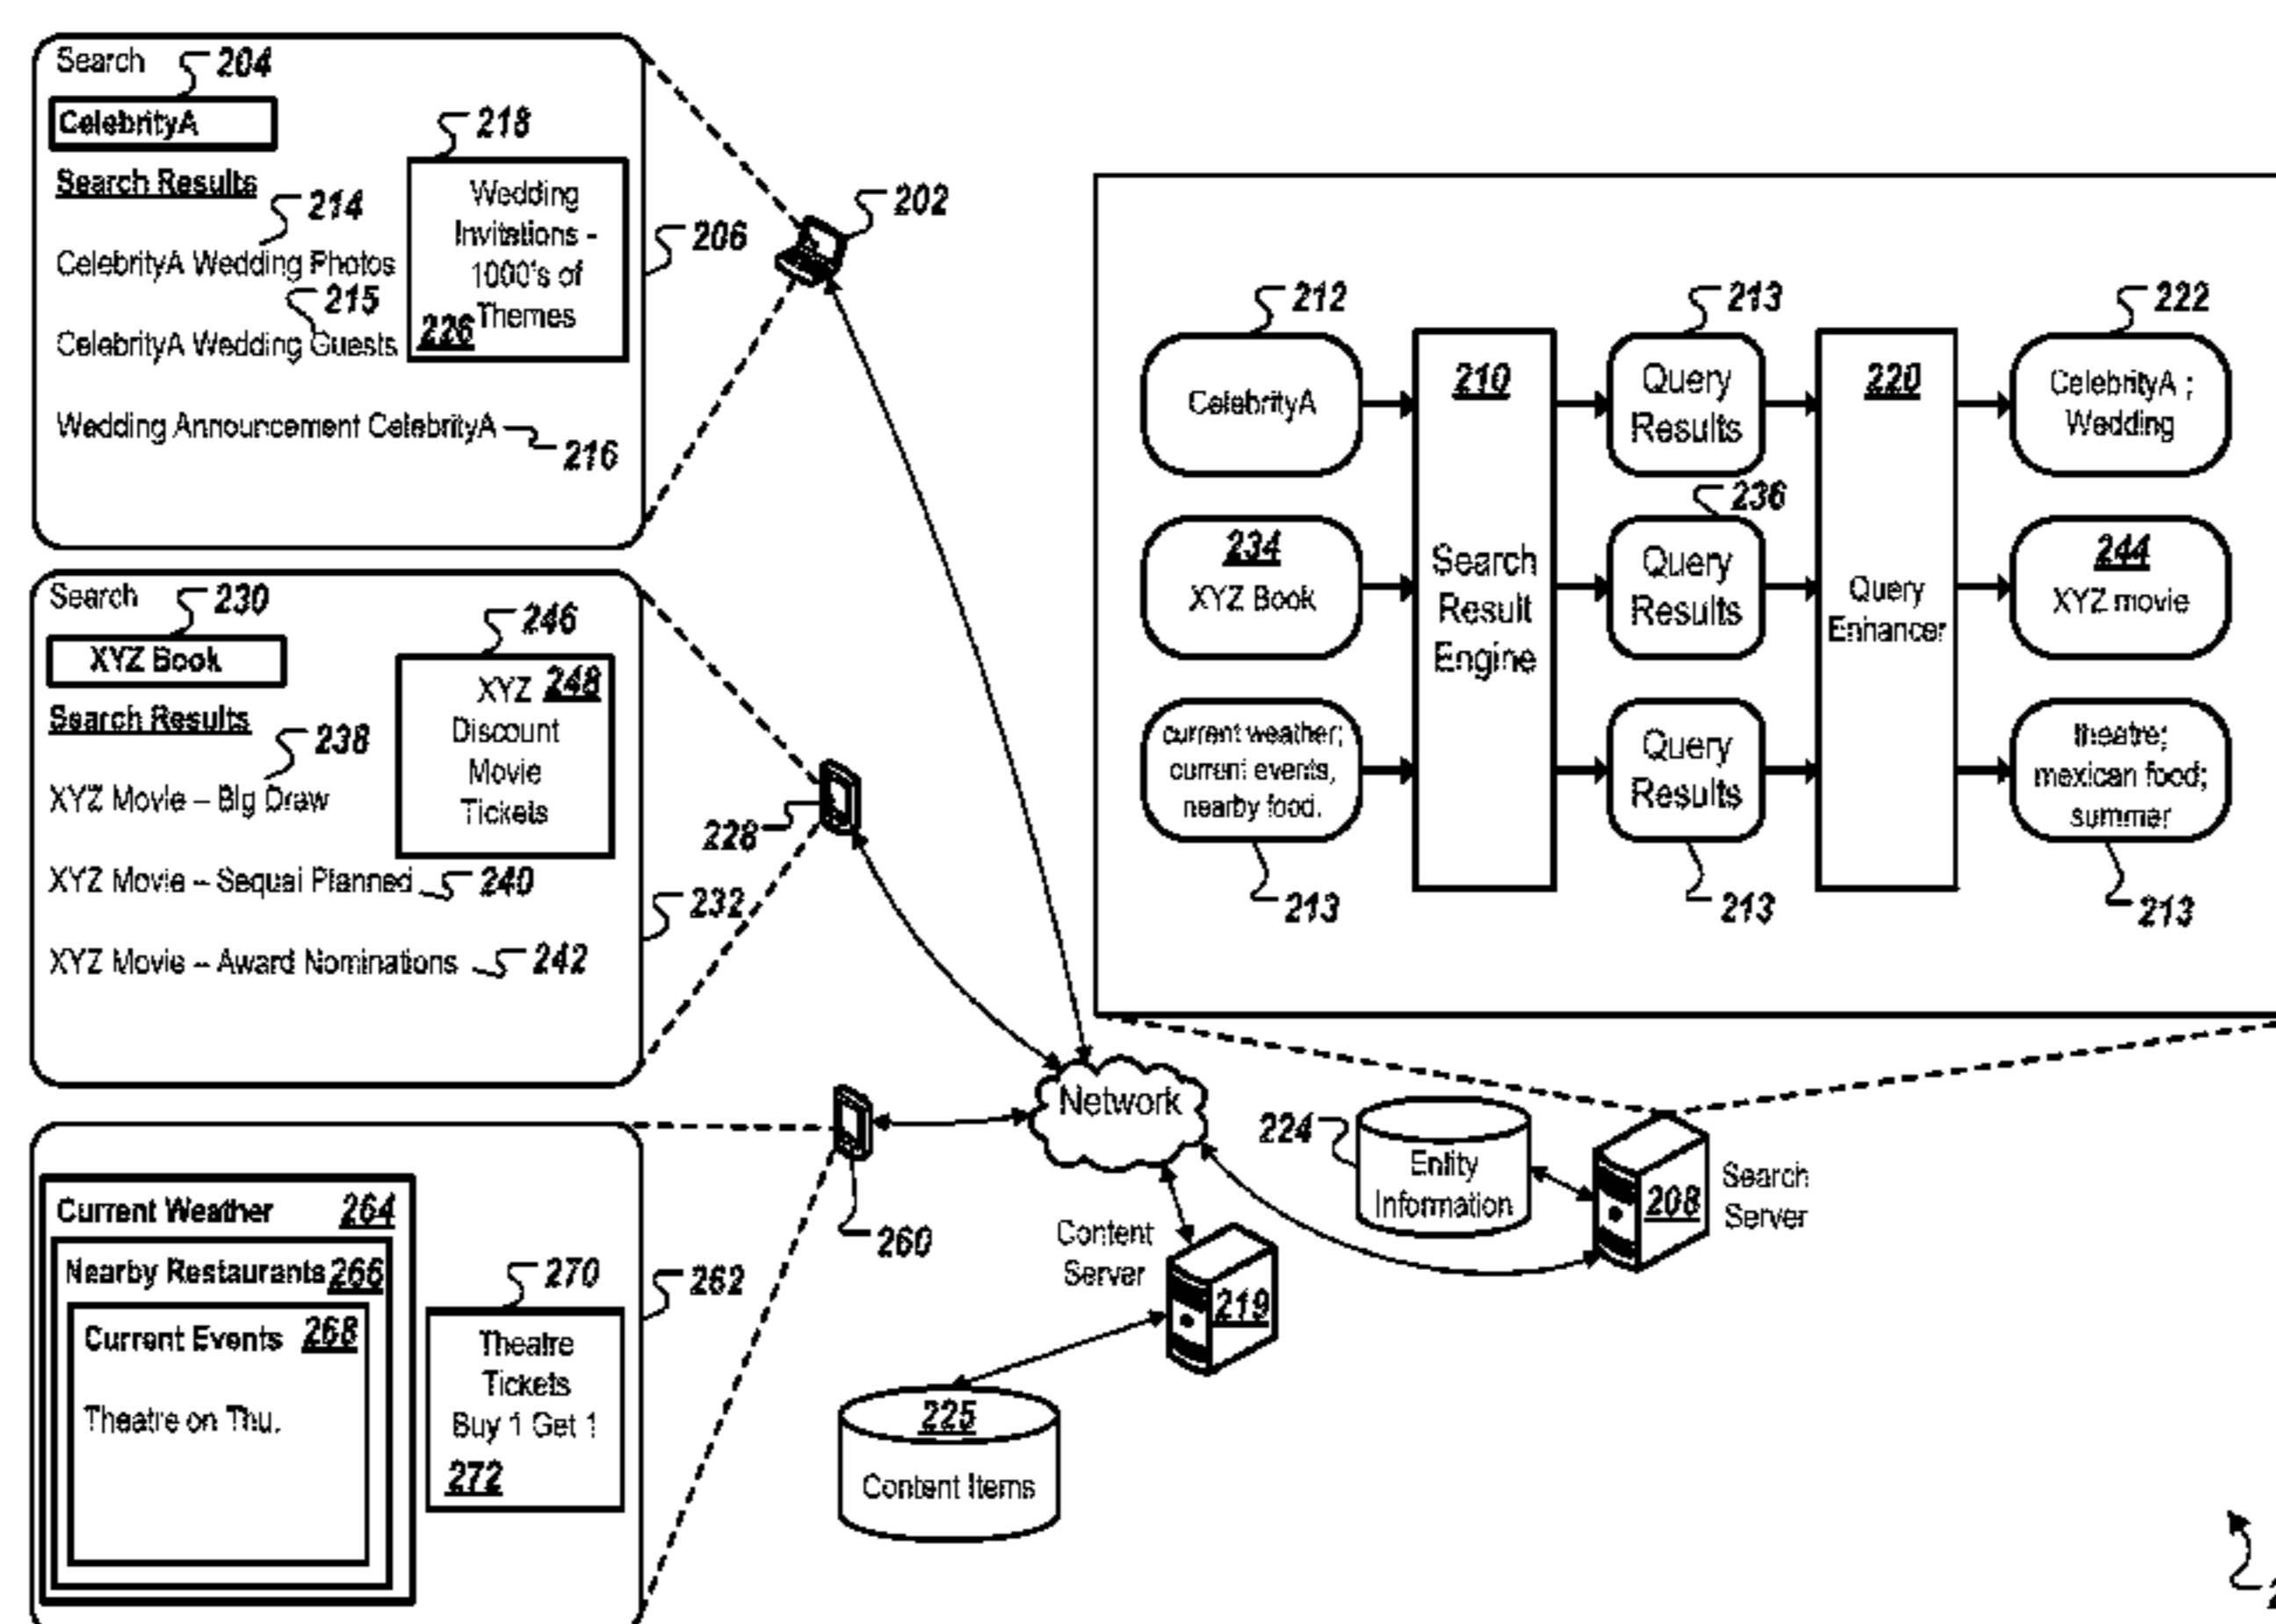 Search 204
CelebrityA
218
Search Results
214
Wedding
Invitations -
1000's of
Themes
226
206
CelebrityA Wedding Photos
215
CelebrityA Wedding Guests
Wedding Announcement CelebrityA 216
202
Search 230
XYZ Book
246
Search Results
238
XYZ 248
Discount
Movie
Tickets
XYZ Movie – Big Draw
228
XYZ Movie – Sequal Planned 240
232
XYZ Movie – Award Nominations 242
Current Weather 264
Nearby Restaurants 266
Current Events 268
Theatre on Thu.
270
262
Theatre
Tickets
Buy 1 Get 1
272
260
212
213
222
CelebrityA
210
Query
Results
220
CelebrityA ;
Wedding
236
234
XYZ Book
Search
Result
Engine
Query
Results
Query
Enhancer
244
XYZ movie
current weather;
current events,
nearby food.
Query
Results
theatre;
mexican food;
summer
213
213
213
Network
224
Entity
Information
208
Search
Server
Content
Server
219
225
Content Items